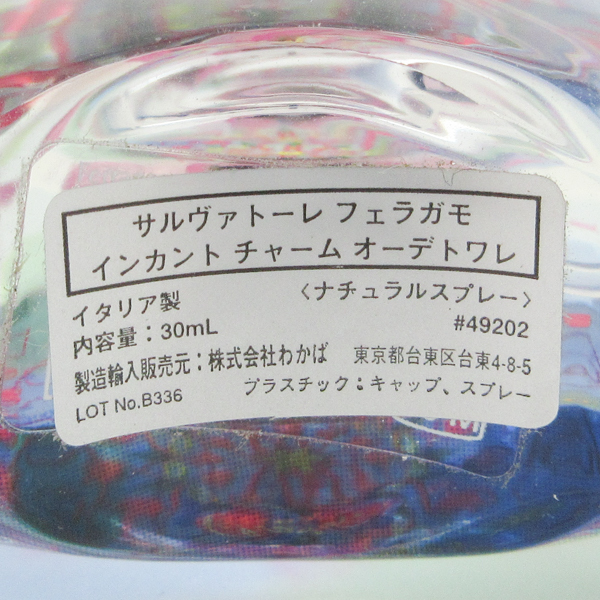 サルヴァトーレ フェラガモ
インカント チャーム オーデトワレ
イタリア製 〈ナチュラルスプレー〉
内容量：30mL #49202
製造輸入販売元：株式会社わかば 東京都台東区台東4-8-5
LOT No.B336 プラスチック：キャップ、スプレー